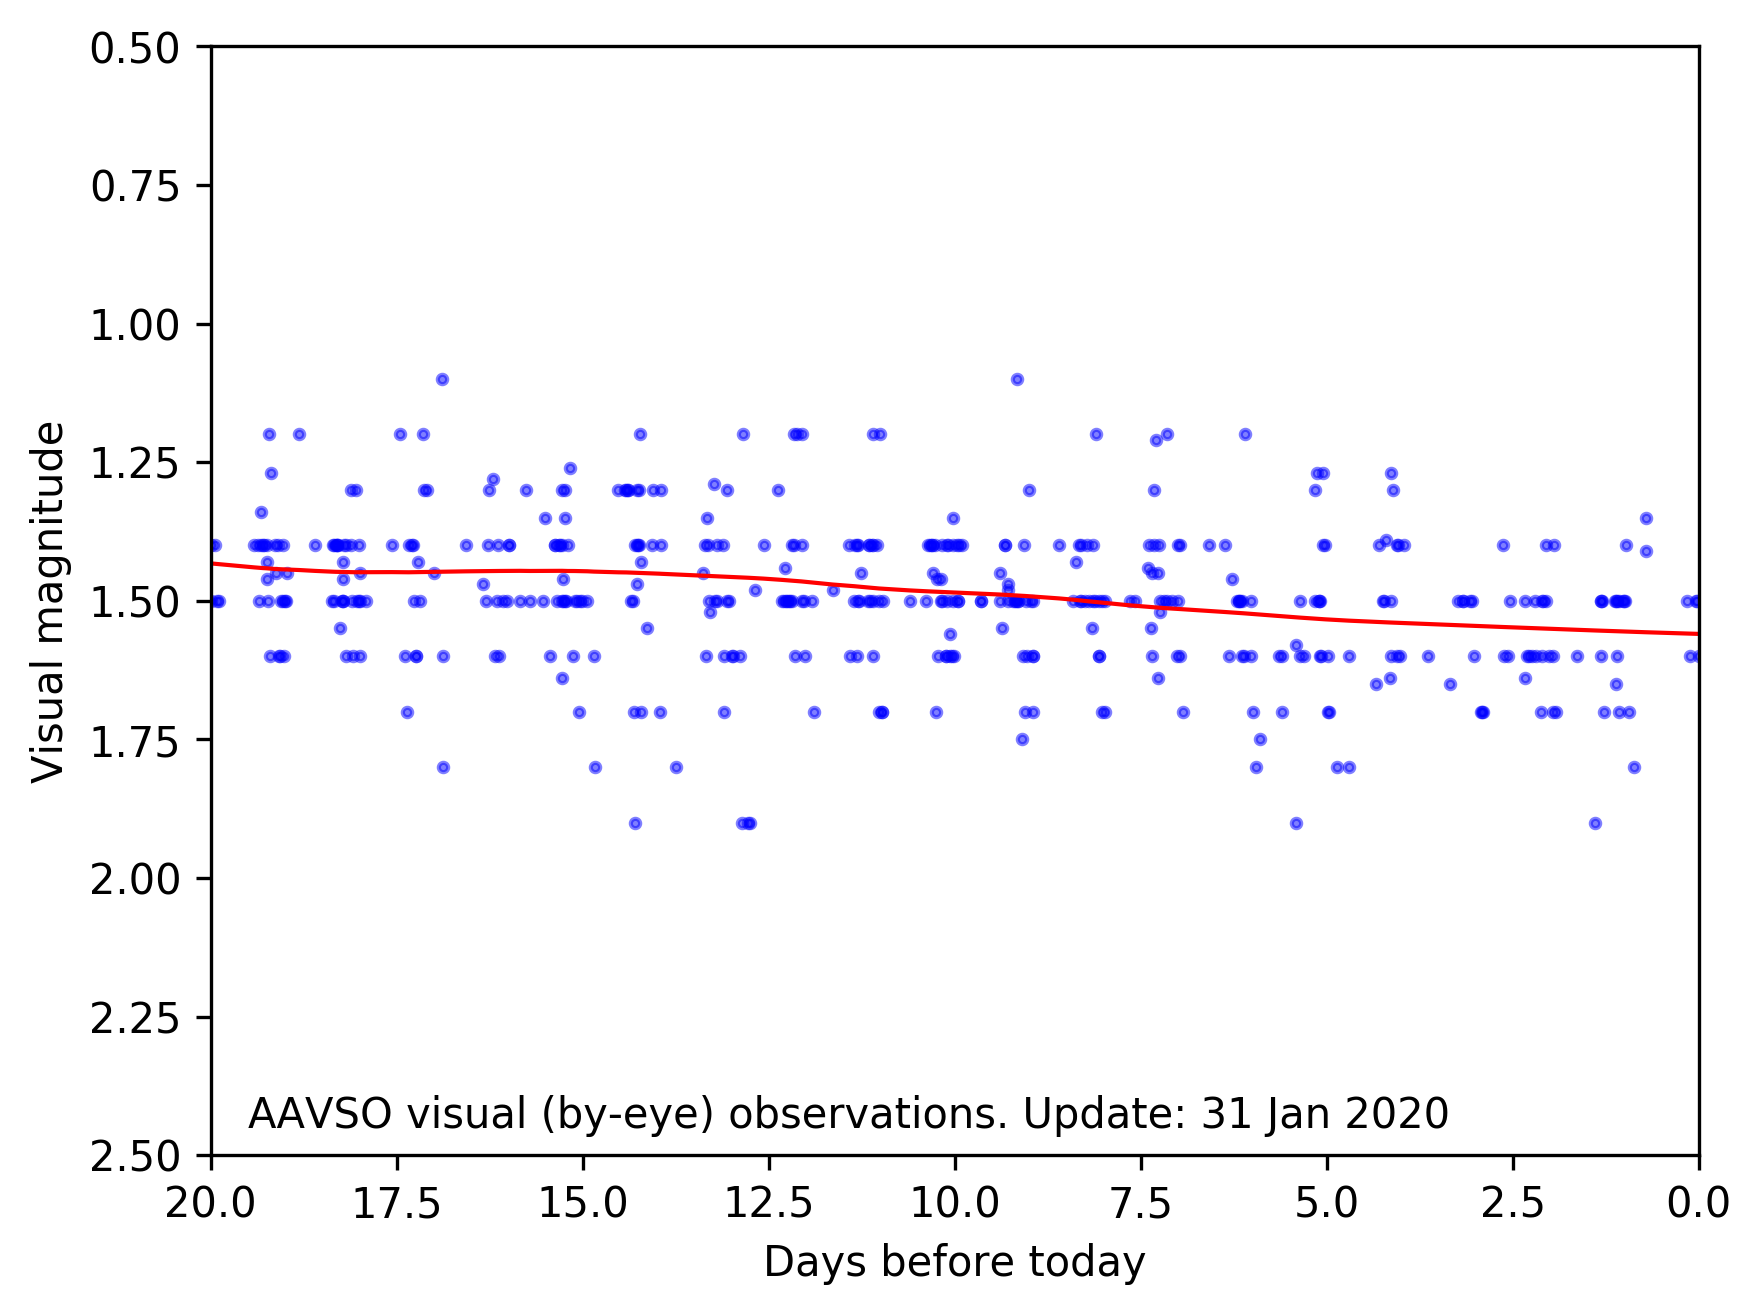 0.50
0.75
1.00
1.25
1.50
1.75
2.00
2.25
2.50
Visual magnitude
AAVSO visual (by-eye) observations. Update: 31 Jan 2020
20.0 17.5 15.0 12.5 10.0 7.5 5.0 2.5 0.0
Days before today